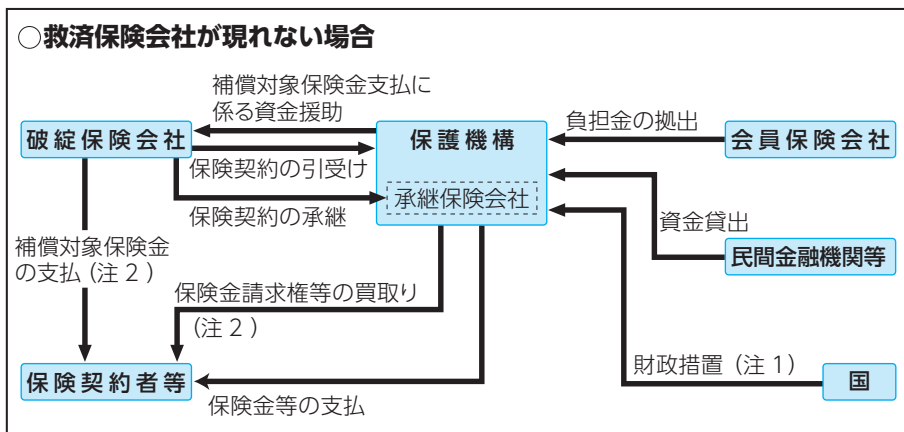 ○救済保険会社が現れない場合
補償対象保険金支払に
係る資金援助
破綻保険会社
保護機構
負担金の拠出
会員保険会社
保険契約の引受け
承継保険会社
保険契約の承継
資金貸出
民間金融機関等
補償対象保険金
の支払(注2)
保険金請求権等の買取り
(注2)
財政措置(注1)
国
保険契約者等
保険金等の支払